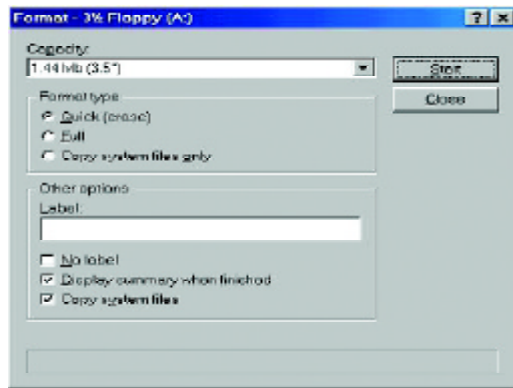 Format - 3½ Floppy (A:)
Capacity:
1.44 Mb (3.5")
Start
Format type
Close
Quick (erase)
Full
Copy system files only
Other options
Label:
No label
Display summary when finished
Copy system files